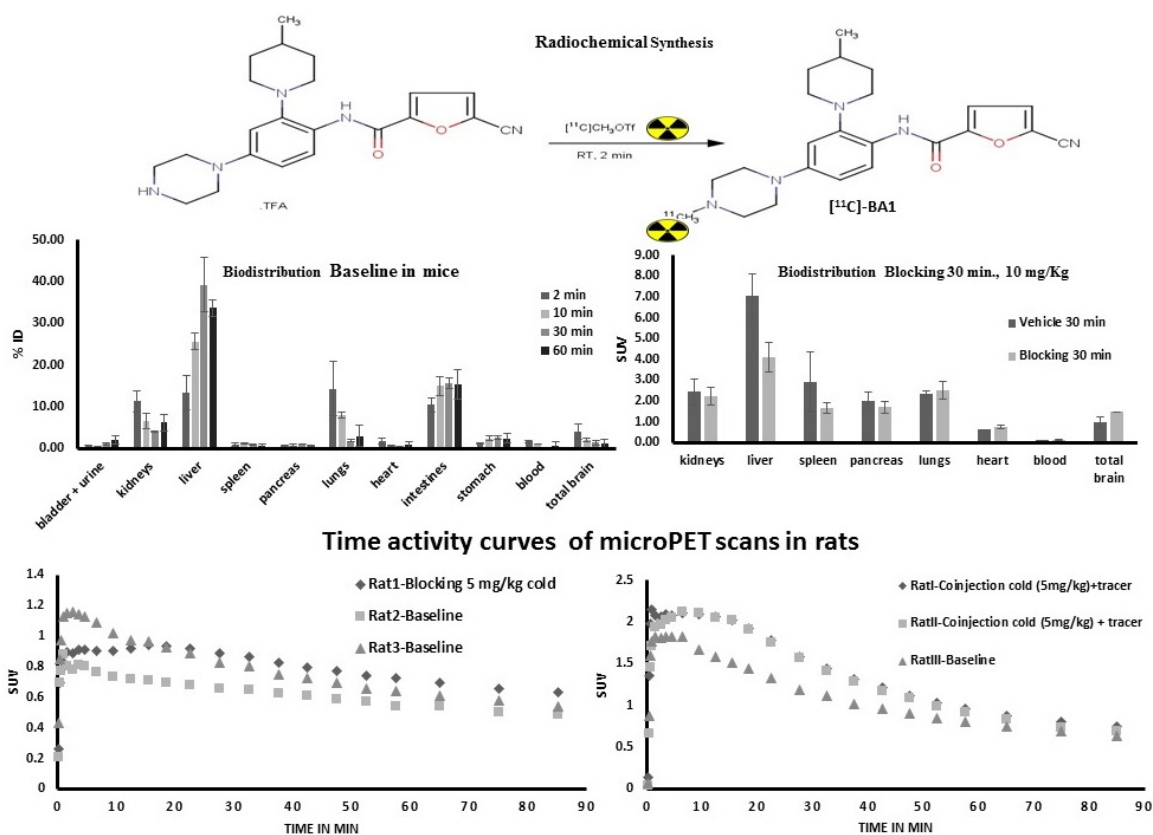 CH₃
CH₃
Radiochemical Synthesis
N
H
N
O
O
CN
[¹¹C]CH₃OTf
RT, 2 min
N
HN
.TFA
N
H
N
O
O
CN
N
N
¹¹CH₃
[¹¹C]-BA1
Biodistribution Baseline in mice
% ID
50.00
40.00
30.00
20.00
10.00
0.00
2 min
10 min
30 min
60 min
bladder + urine
kidneys
liver
spleen
pancreas
lungs
heart
intestines
stomach
blood
total brain
Biodistribution Blocking 30 min., 10 mg/Kg
SUV
9.00
8.00
7.00
6.00
5.00
4.00
3.00
2.00
1.00
0.00
Vehicle 30 min
Blocking 30 min
kidneys
liver
spleen
pancreas
lungs
heart
blood
total
brain
Time activity curves of microPET scans in rats
SUV
1.4
1.2
1
0.8
0.6
0.4
0.2
0
Rat1-Blocking 5 mg/kg cold
Rat2-Baseline
Rat3-Baseline
0 10 20 30 40 50 60 70 80 90
TIME IN MIN
SUV
2.5
2
1.5
1
0.5
0
RatI-Coinjection cold (5mg/kg)+tracer
RatII-Coinjection cold (5mg/kg) + tracer
RatIII-Baseline
0 10 20 30 40 50 60 70 80 90
TIME IN MIN